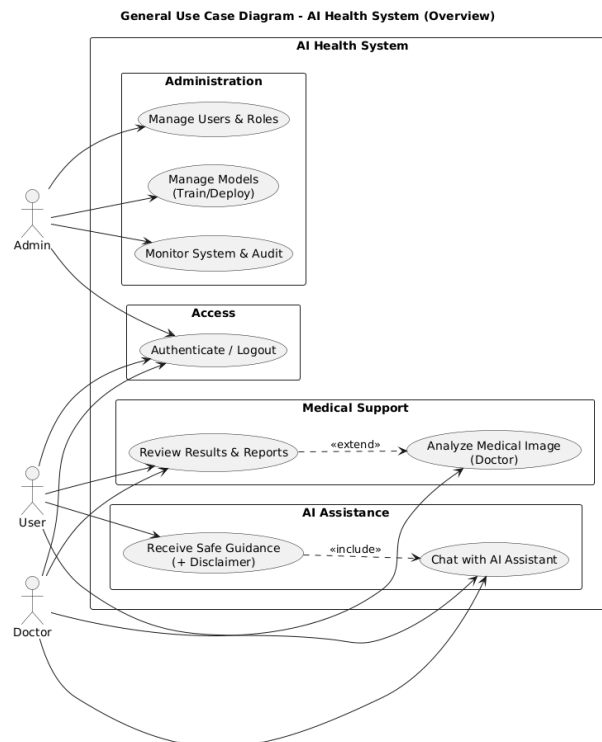 General Use Case Diagram - AI Health System (Overview)
AI Health System
Administration
Manage Users & Roles
Manage Models
(Train/Deploy)
Monitor System & Audit
Admin
Access
Authenticate / Logout
Medical Support
Review Results & Reports
«extend»
Analyze Medical Image
(Doctor)
User
AI Assistance
Receive Safe Guidance
(+ Disclaimer)
«include»
Chat with AI Assistant
Doctor